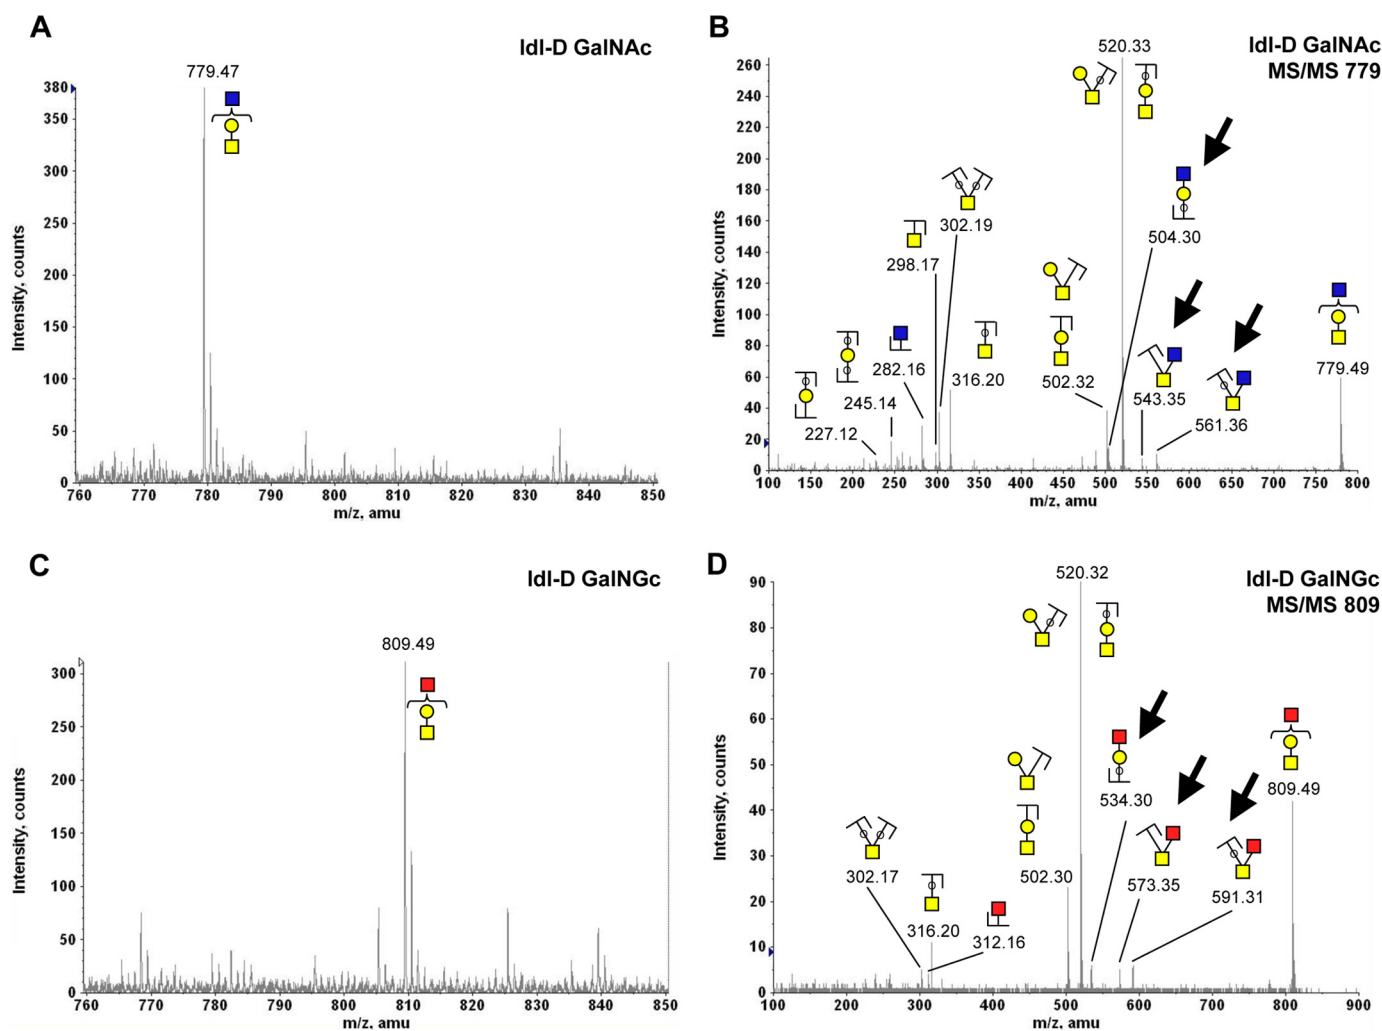 A
ldl-D GalNAc
779.47
380
350
300
250
200
150
100
50
0
Intensity, counts
760 770 780 790 800 810 820 830 840 850
m/z, amu
B
ldl-D GalNAc
MS/MS 779
520.33
260
240
220
200
180
160
140
120
100
80
60
40
20
0
Intensity, counts
504.30
302.19
298.17
316.20
282.16
245.14
227.12
502.32
543.35
561.36
779.49
100 150 200 250 300 350 400 450 500 550 600 650 700 750 800
m/z, amu
C
ldl-D GalNGc
809.49
300
250
200
150
100
50
0
Intensity, counts
760 770 780 790 800 810 820 830 840 850
m/z, amu
D
ldl-D GalNGc
MS/MS 809
520.32
90
80
70
60
50
40
30
20
10
0
Intensity, counts
534.30
809.49
302.17
502.30
573.35
591.31
316.20
312.16
100 200 300 400 500 600 700 800 900
m/z, amu